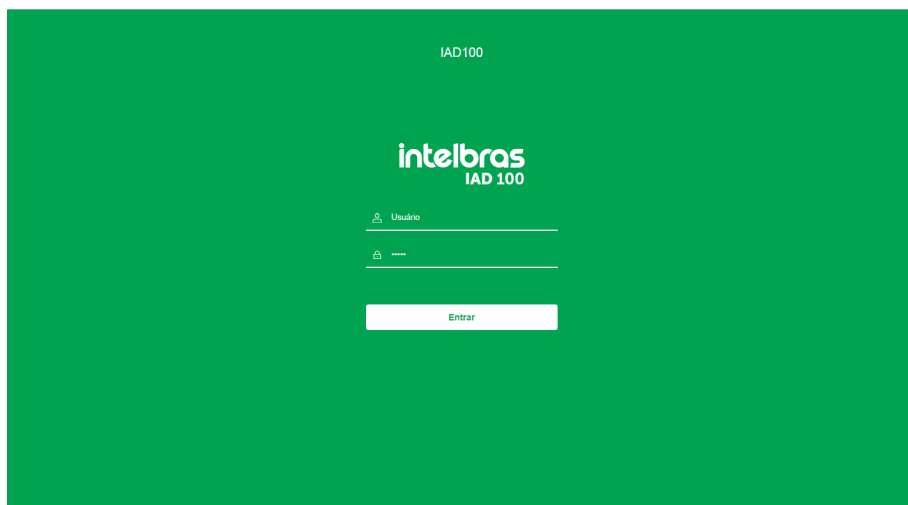 IAD100
intelbras
IAD 100
Usuário
•••••
Entrar